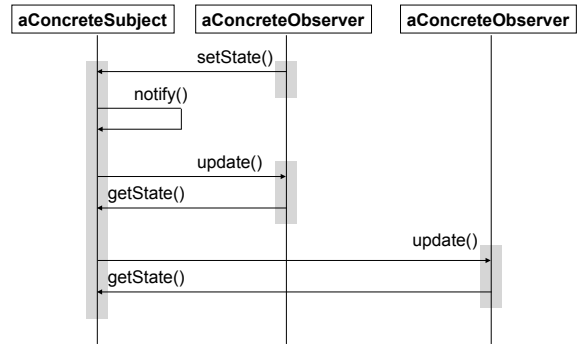 aConcreteSubject
aConcreteObserver
aConcreteObserver
setState()
notify()
update()
getState()
update()
getState()